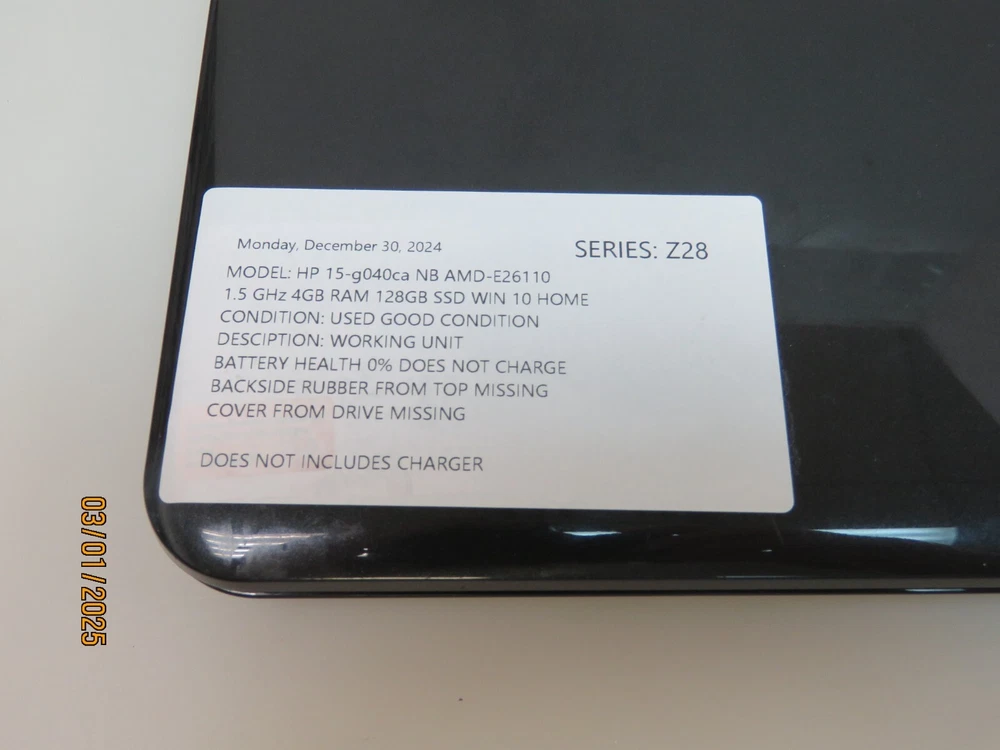 Monday, December 30, 2024
SERIES: Z28
MODEL: HP 15-g040ca NB AMD-E26110
1.5 GHz 4GB RAM 128GB SSD WIN 10 HOME
CONDITION: USED GOOD CONDITION
DESCIPTION: WORKING UNIT
BATTERY HEALTH 0% DOES NOT CHARGE
BACKSIDE RUBBER FROM TOP MISSING
COVER FROM DRIVE MISSING
DOES NOT INCLUDES CHARGER
03/01/2025